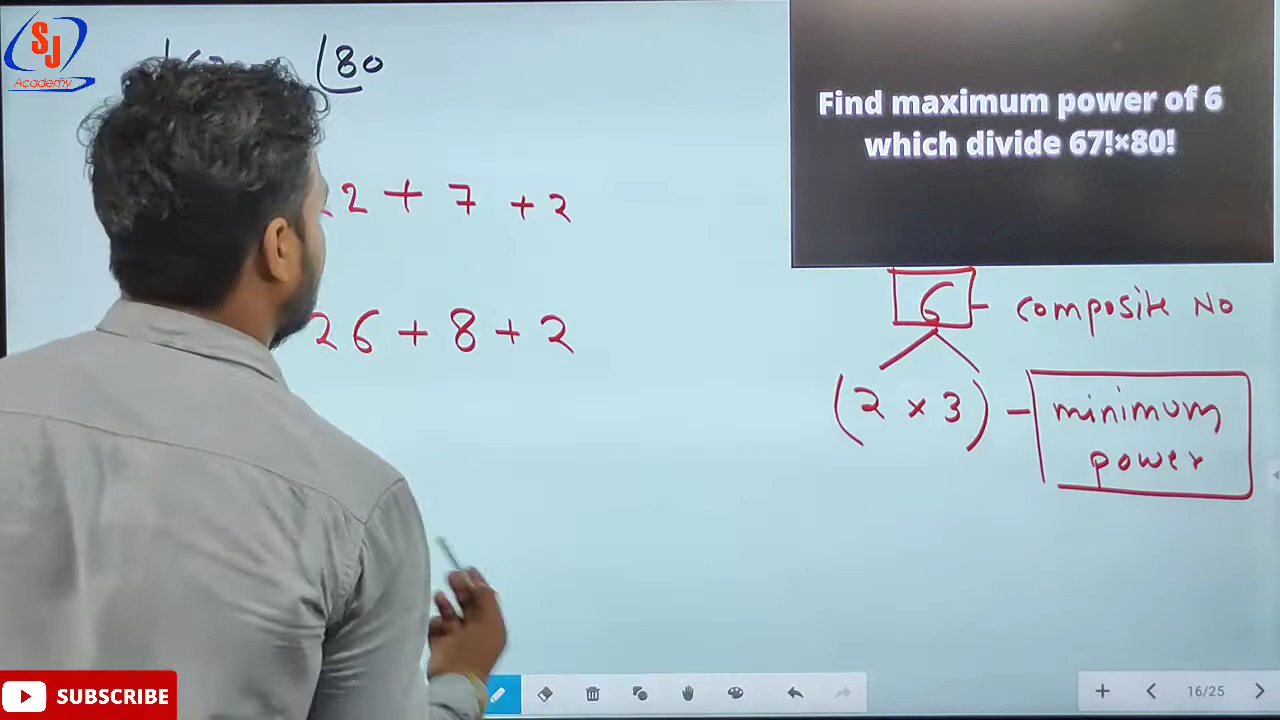 SJ
Academy
80
Find maximum power of 6
which divide 67!×80!
2 + 7 + 2
26 + 8 + 2
6 - composite No
(2 × 3) - minimum
power
SUBSCRIBE
16/25